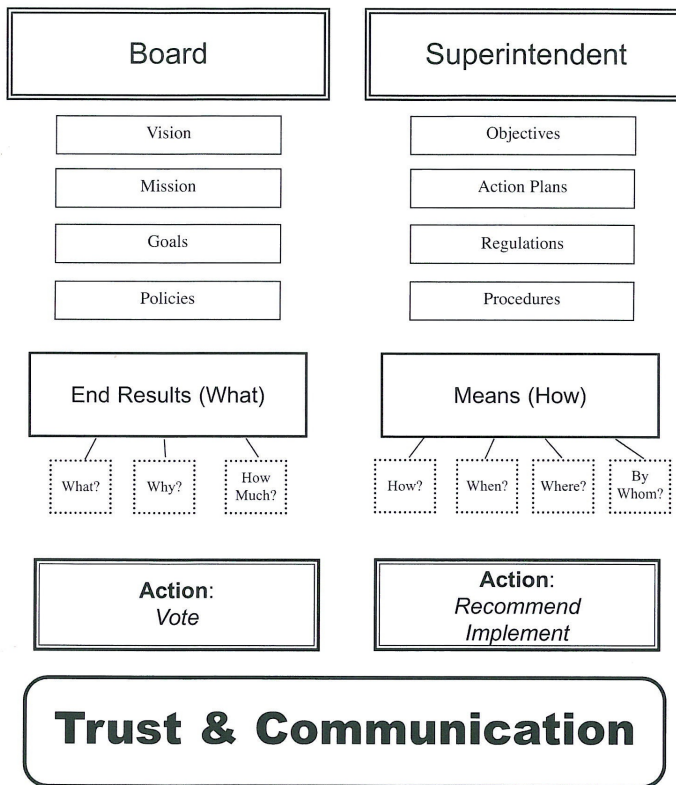 Board
Superintendent
Vision
Mission
Goals
Policies
Objectives
Action Plans
Regulations
Procedures
End Results (What)
Means (How)
What?
Why?
How
Much?
How?
When?
Where?
By
Whom?
Action:
Vote
Action:
Recommend
Implement
Trust & Communication